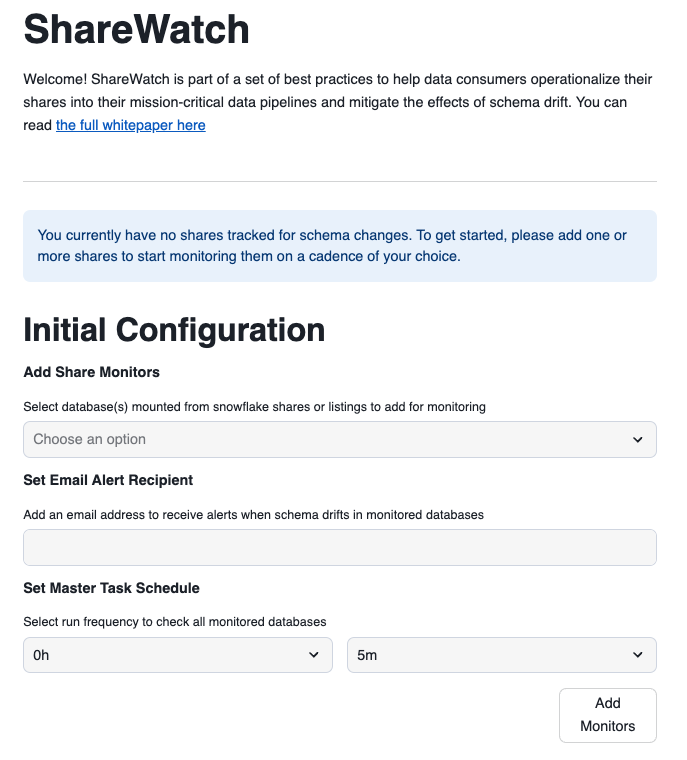 ShareWatch
Welcome! ShareWatch is part of a set of best practices to help data consumers operationalize their
shares into their mission-critical data pipelines and mitigate the effects of schema drift. You can
read the full whitepaper here
You currently have no shares tracked for schema changes. To get started, please add one or
more shares to start monitoring them on a cadence of your choice.
Initial Configuration
Add Share Monitors
Select database(s) mounted from snowflake shares or listings to add for monitoring
Choose an option
Set Email Alert Recipient
Add an email address to receive alerts when schema drifts in monitored databases
Set Master Task Schedule
Select run frequency to check all monitored databases
0h
5m
Add
Monitors